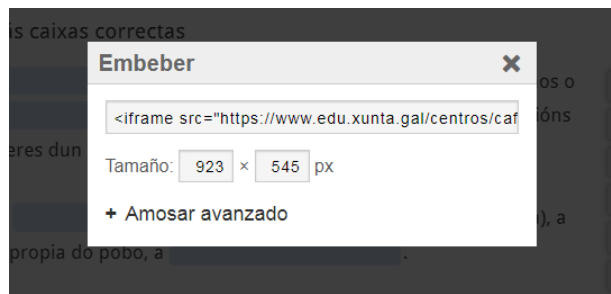 is caixas correctas
Embeber
os o
<iframe src="https://www.edu.xunta.gal/centros/caf
ións
eres dun
Tamaño: 923 × 545 px
+ Amosar avanzado
), a
propia do pobo, a .